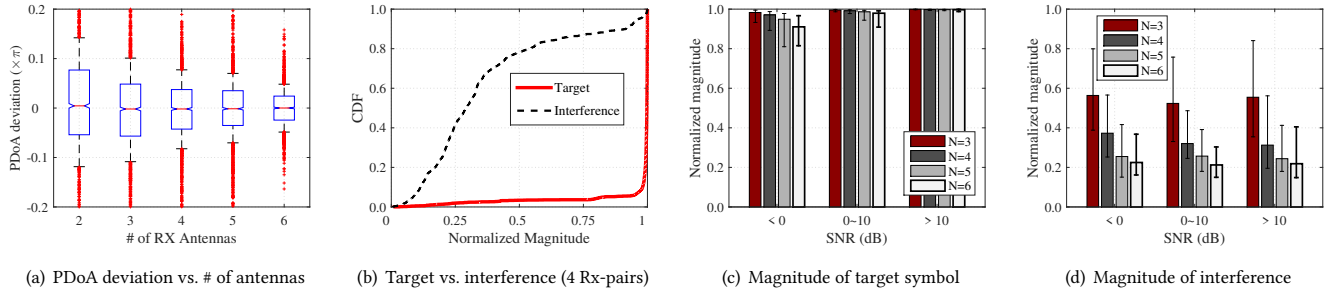 PDoA deviation (×π)
0.2
0.1
0
-0.1
-0.2
2 3 4 5 6
# of RX Antennas
(a) PDoA deviation vs. # of antennas
CDF
1.0
0.8
0.6
0.4
0.2
0.0
Target
Interference
0 0.25 0.5 0.75 1
Normalized Magnitude
(b) Target vs. interference (4 Rx-pairs)
Normalized magnitude
1.0
0.8
0.6
0.4
0.2
0.0
N=3
N=4
N=5
N=6
< 0 0~10 > 10
SNR (dB)
(c) Magnitude of target symbol
Normalized magnitude
1.0
0.8
0.6
0.4
0.2
0.0
N=3
N=4
N=5
N=6
< 0 0~10 > 10
SNR (dB)
(d) Magnitude of interference